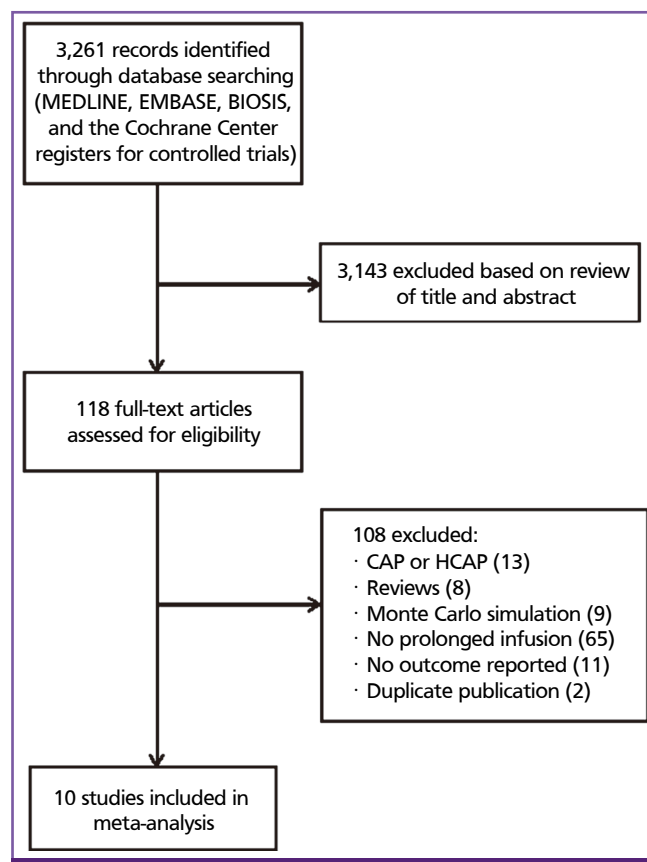 3,261 records identified
through database searching
(MEDLINE, EMBASE, BIOSIS,
and the Cochrane Center
registers for controlled trials)
3,143 excluded based on review
of title and abstract
118 full-text articles
assessed for eligibility
108 excluded:
· CAP or HCAP (13)
· Reviews (8)
· Monte Carlo simulation (9)
· No prolonged infusion (65)
· No outcome reported (11)
· Duplicate publication (2)
10 studies included in
meta-analysis